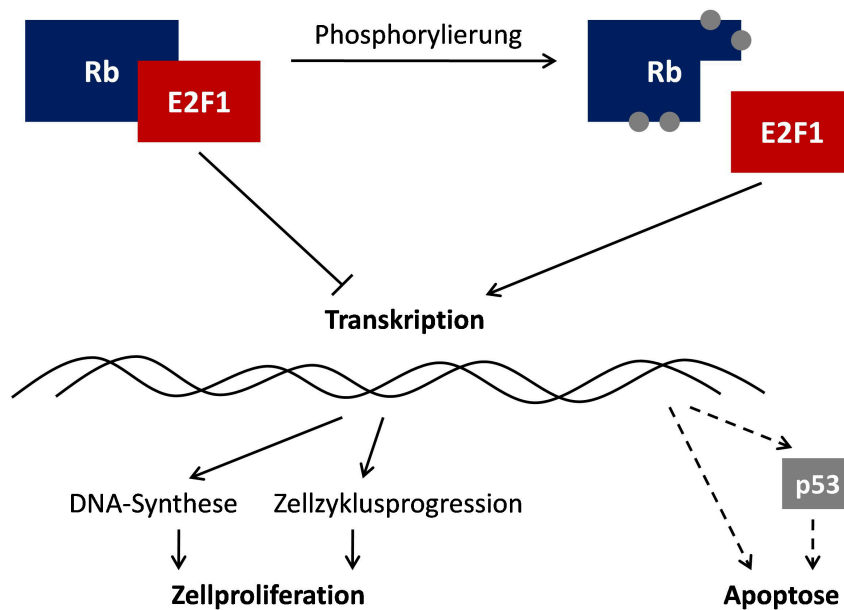 Phosphorylierung
Rb
E2F1
Rb
E2F1
Transkription
DNA-Synthese
Zellzyklusprogression
p53
Zellproliferation
Apoptose